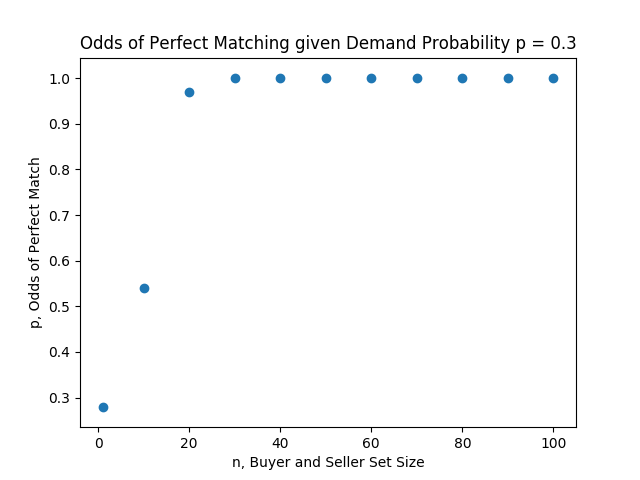 Odds of Perfect Matching given Demand Probability p = 0.3
1.0
0.9
0.8
0.7
0.6
0.5
0.4
0.3
p, Odds of Perfect Match
0 20 40 60 80 100
n, Buyer and Seller Set Size